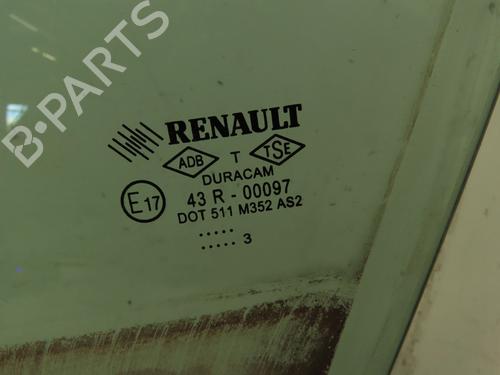 B-PARTS
RENAULT
ADB T TSE
DURACAM
E17 43 R - 00097
DOT 511 M352 AS2
.....
..... 3